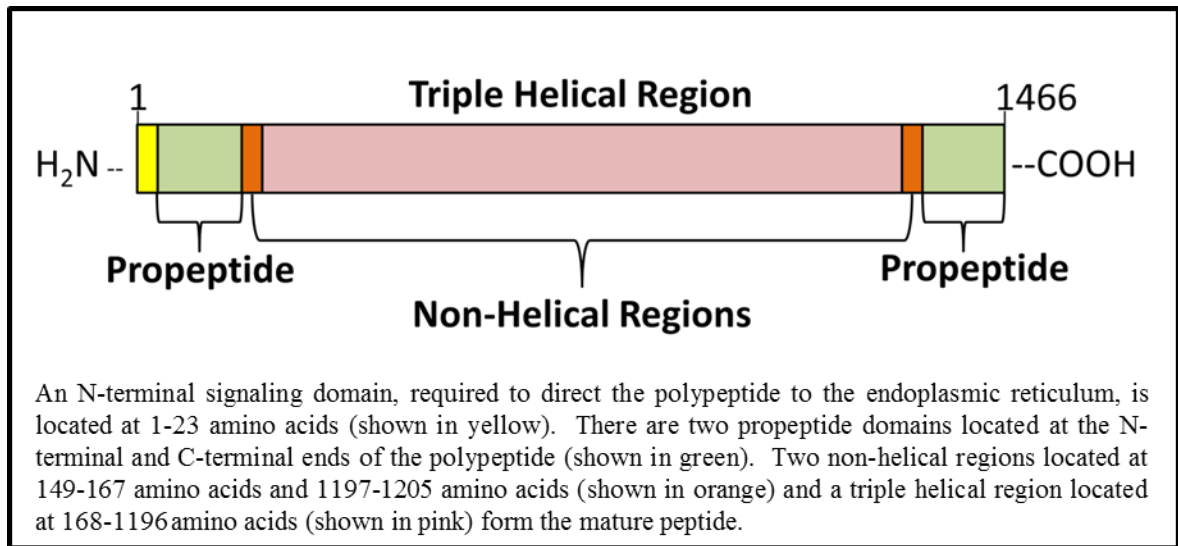 1 Triple Helical Region 1466
H₂N -- --COOH
Propeptide Propeptide
Non-Helical Regions
An N-terminal signaling domain, required to direct the polypeptide to the endoplasmic reticulum, is
located at 1-23 amino acids (shown in yellow). There are two propeptide domains located at the N-
terminal and C-terminal ends of the polypeptide (shown in green). Two non-helical regions located at
149-167 amino acids and 1197-1205 amino acids (shown in orange) and a triple helical region located
at 168-1196 amino acids (shown in pink) form the mature peptide.